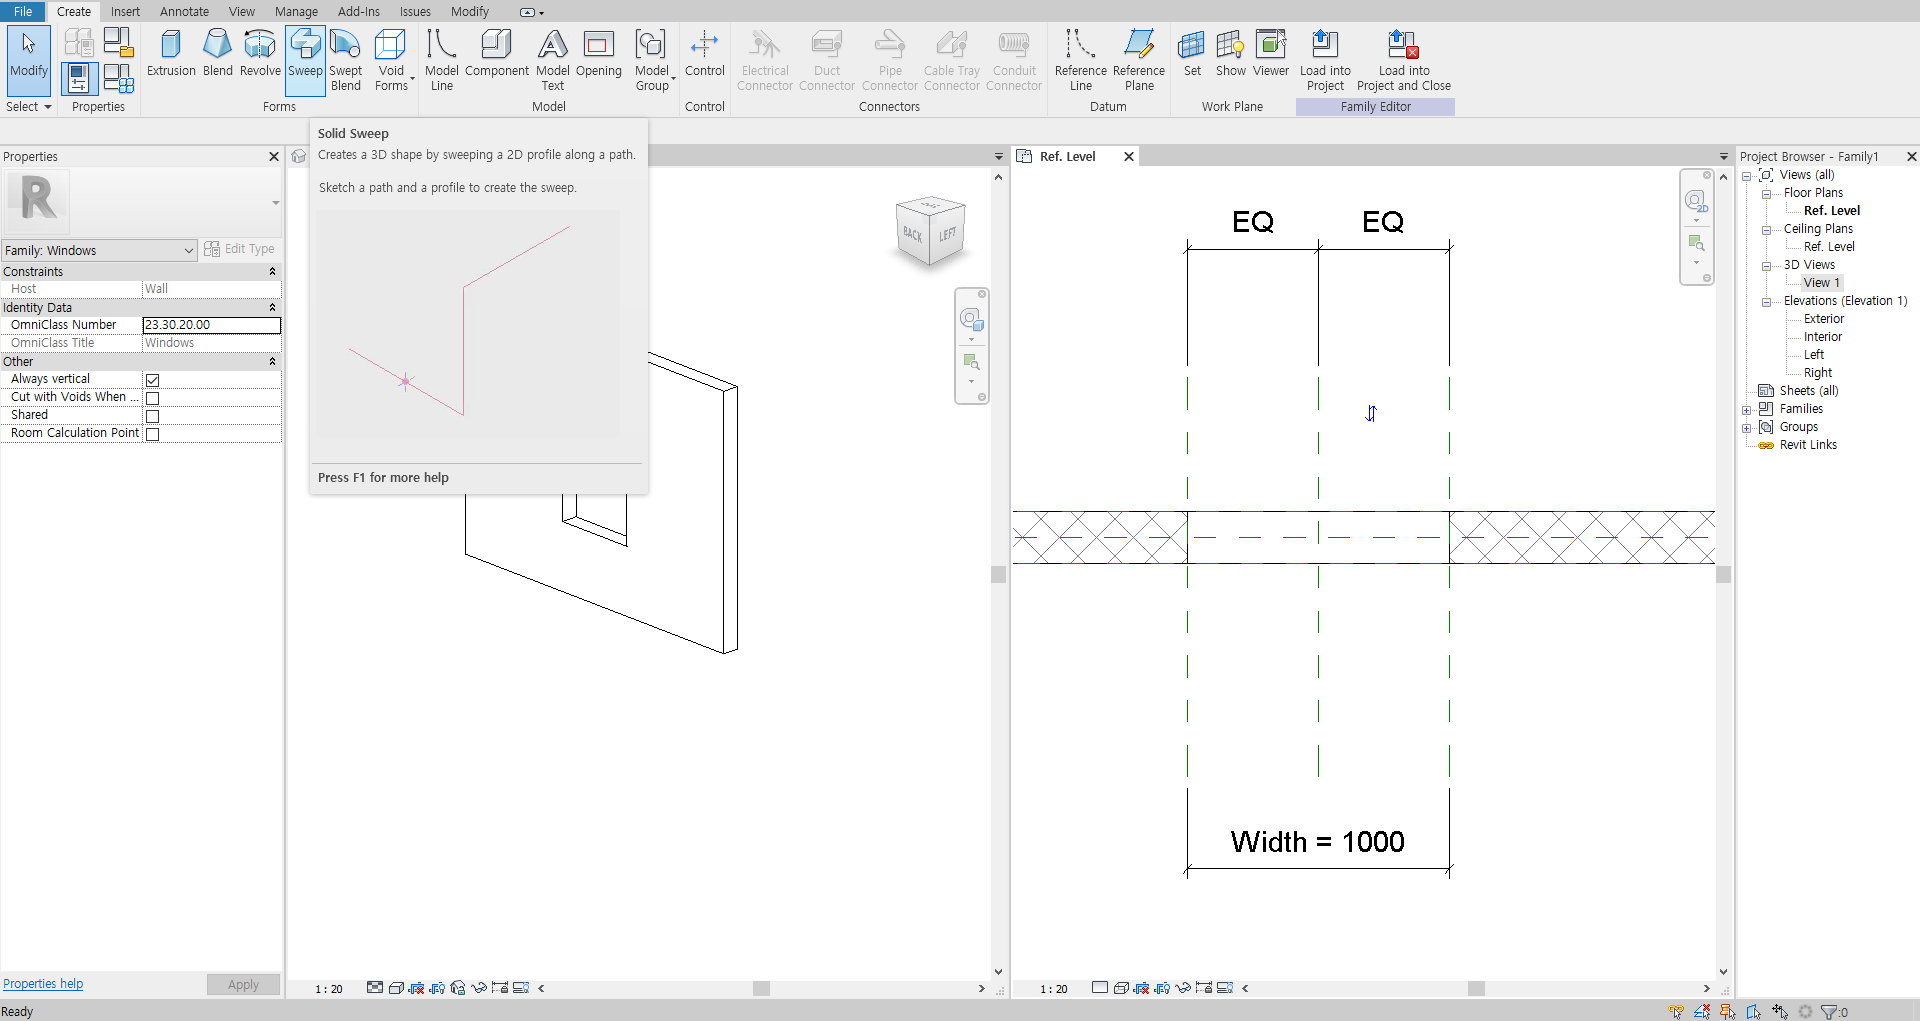 File Create Insert Annotate View Manage Add-Ins Issues Modify
Modify Extrusion Blend Revolve Sweep Swept Blend Void Forms Model Line Component Model Text Opening Model Group Control Electrical Connector Duct Connector Pipe Connector Cable Tray Connector Conduit Connector Reference Line Reference Plane Set Show Viewer Load into Project Load into Project and Close
Select Properties Forms Model Control Connectors Datum Work Plane Family Editor
Solid Sweep
Creates a 3D shape by sweeping a 2D profile along a path.
Sketch a path and a profile to create the sweep.
Press F1 for more help
Properties
R
Family: Windows Edit Type
Constraints
Host Wall
Identity Data
OmniClass Number 23.30.20.00
OmniClass Title Windows
Other
Always vertical
Cut with Voids When ...
Shared
Room Calculation Point
Properties help Apply
BACK LEFT
1 : 20
Ref. Level
2D
EQ EQ
Width = 1000
1 : 20
Project Browser - Family1
Views (all)
Floor Plans
Ref. Level
Ceiling Plans
Ref. Level
3D Views
View 1
Elevations (Elevation 1)
Exterior
Interior
Left
Right
Sheets (all)
Families
Groups
Revit Links
Ready :0